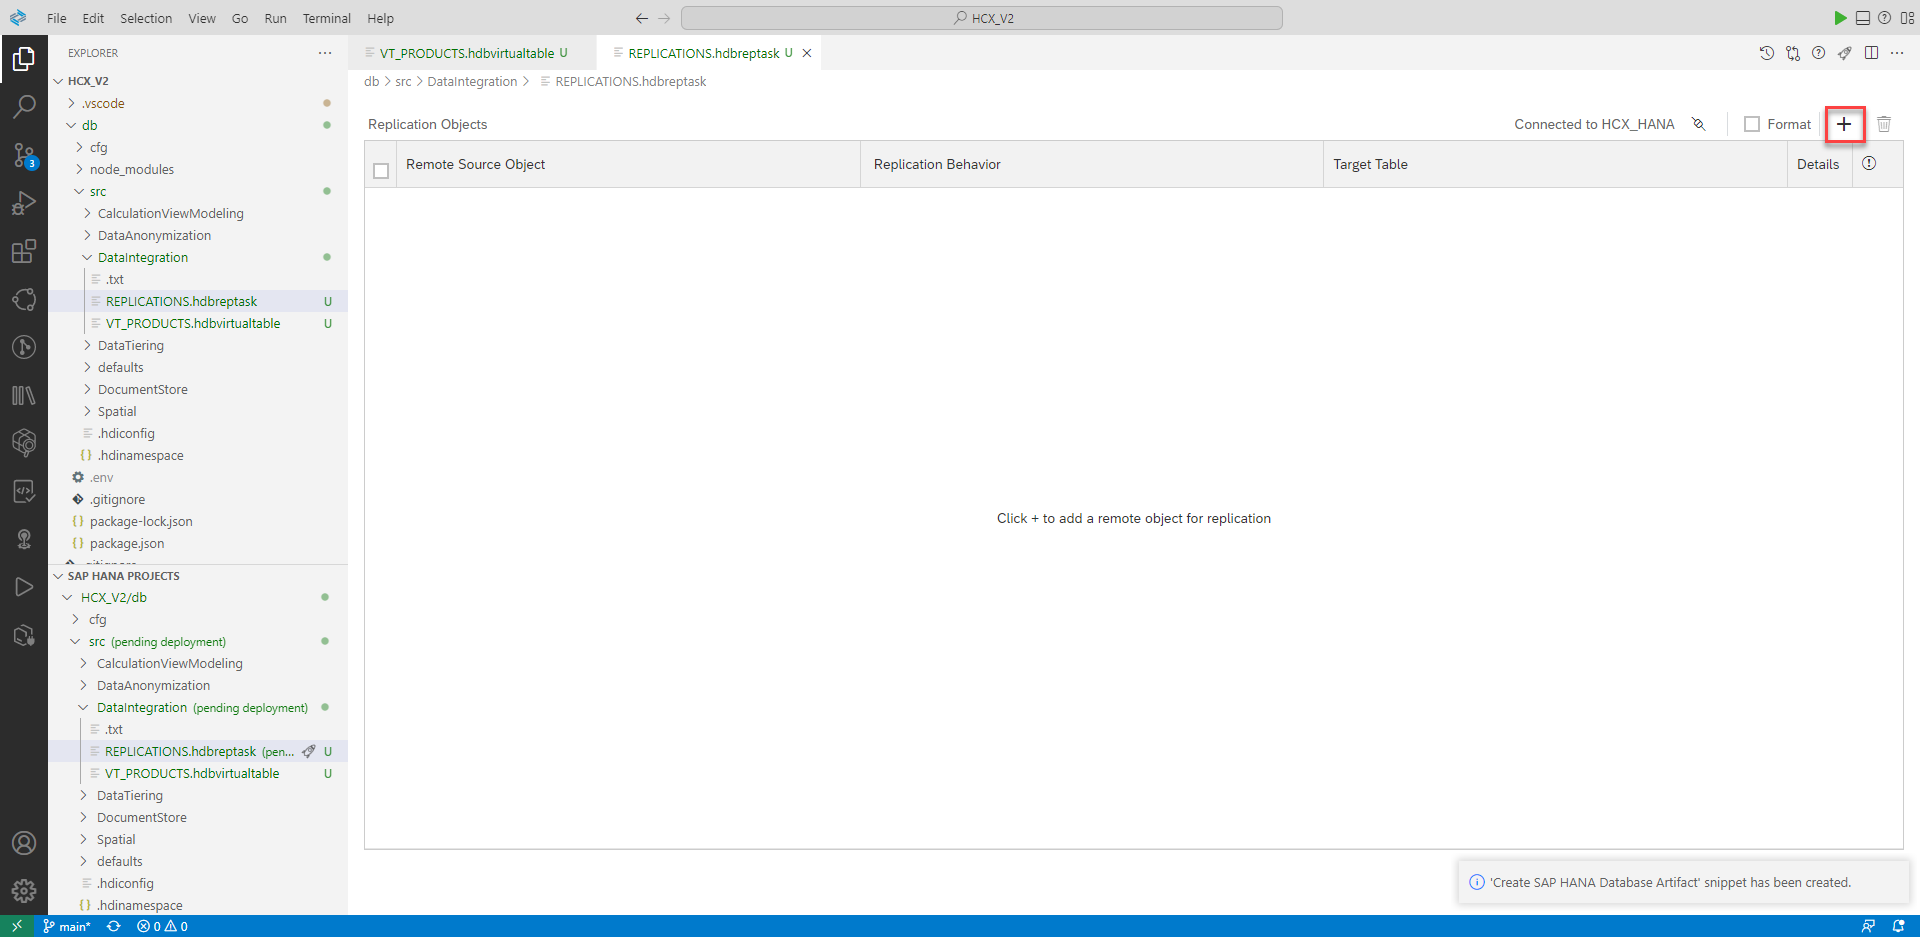 File Edit Selection View Go Run Terminal Help
HCX_V2
EXPLORER
VT_PRODUCTS.hdbvirtualtable U
REPLICATIONS.hdbreptask U
db > src > DataIntegration > REPLICATIONS.hdbreptask
HCX_V2
.vscode
db
cfg
node_modules
src
CalculationViewModeling
DataAnonymization
DataIntegration
.txt
REPLICATIONS.hdbreptask U
VT_PRODUCTS.hdbvirtualtable U
DataTiering
defaults
DocumentStore
Spatial
.hdiconfig
{} .hdinamespace
.env
.gitignore
{} package-lock.json
{} package.json
SAP HANA PROJECTS
HCX_V2/db
cfg
src (pending deployment)
CalculationViewModeling
DataAnonymization
DataIntegration (pending deployment)
.txt
REPLICATIONS.hdbreptask (pen... U
VT_PRODUCTS.hdbvirtualtable U
DataTiering
DocumentStore
Spatial
defaults
.hdiconfig
{} .hdinamespace
3
Replication Objects
Connected to HCX_HANA
Format
Remote Source Object
Replication Behavior
Target Table
Details
Click + to add a remote object for replication
'Create SAP HANA Database Artifact' snippet has been created.
main* 0 0